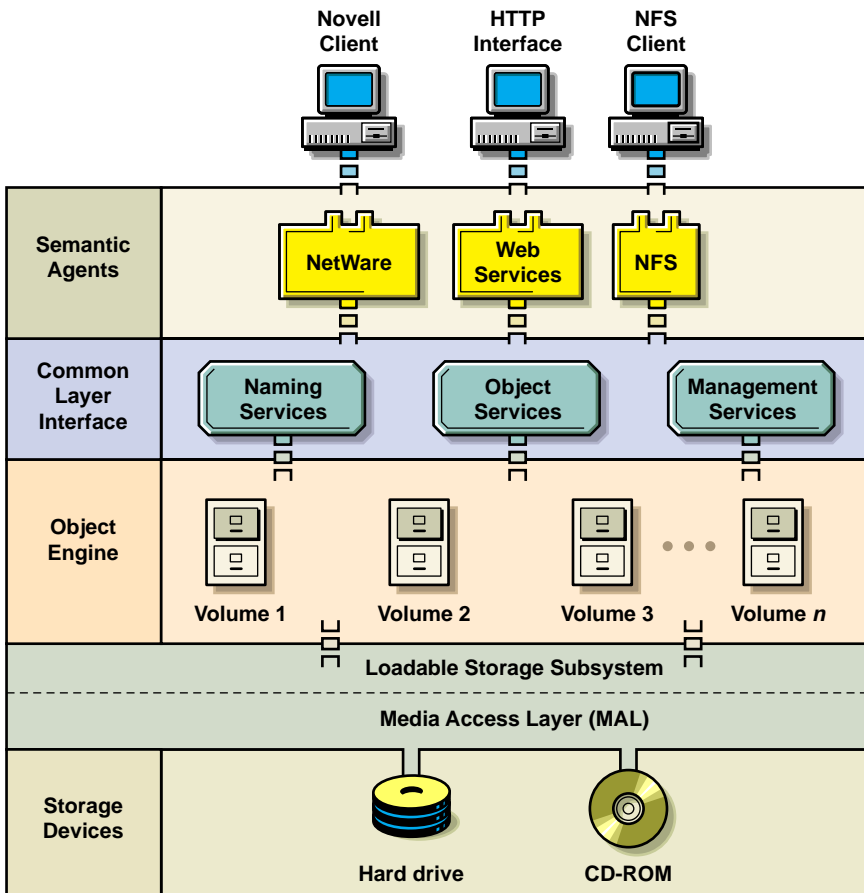 Novell
Client
HTTP
Interface
NFS
Client
Semantic
Agents
NetWare
Web
Services
NFS
Common
Layer
Interface
Naming
Services
Object
Services
Management
Services
Object
Engine
Volume 1
Volume 2
Volume 3
Volume n
Loadable Storage Subsystem
Media Access Layer (MAL)
Storage
Devices
Hard drive
CD-ROM